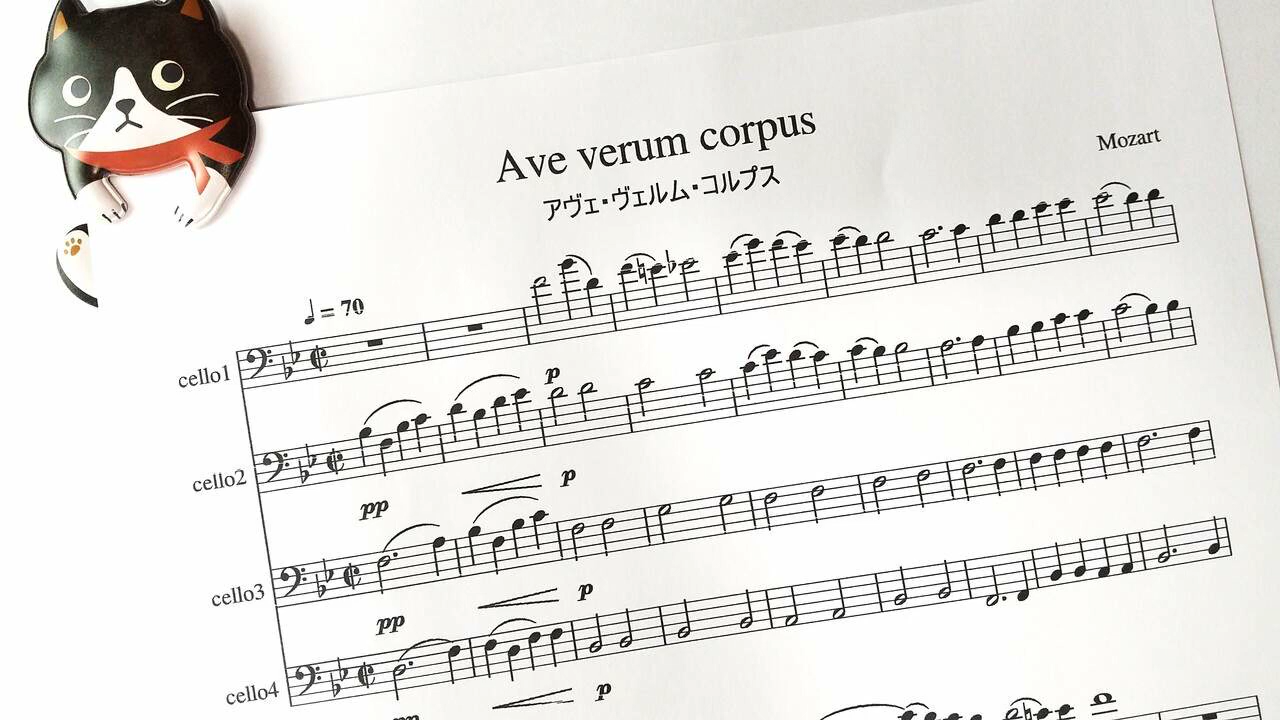 Ave verum corpus
アヴェ・ヴェルム・コルプス
Mozart
♩= 70
cello1
p
cello2
pp
p
cello3
pp
p
cello4
pp
p